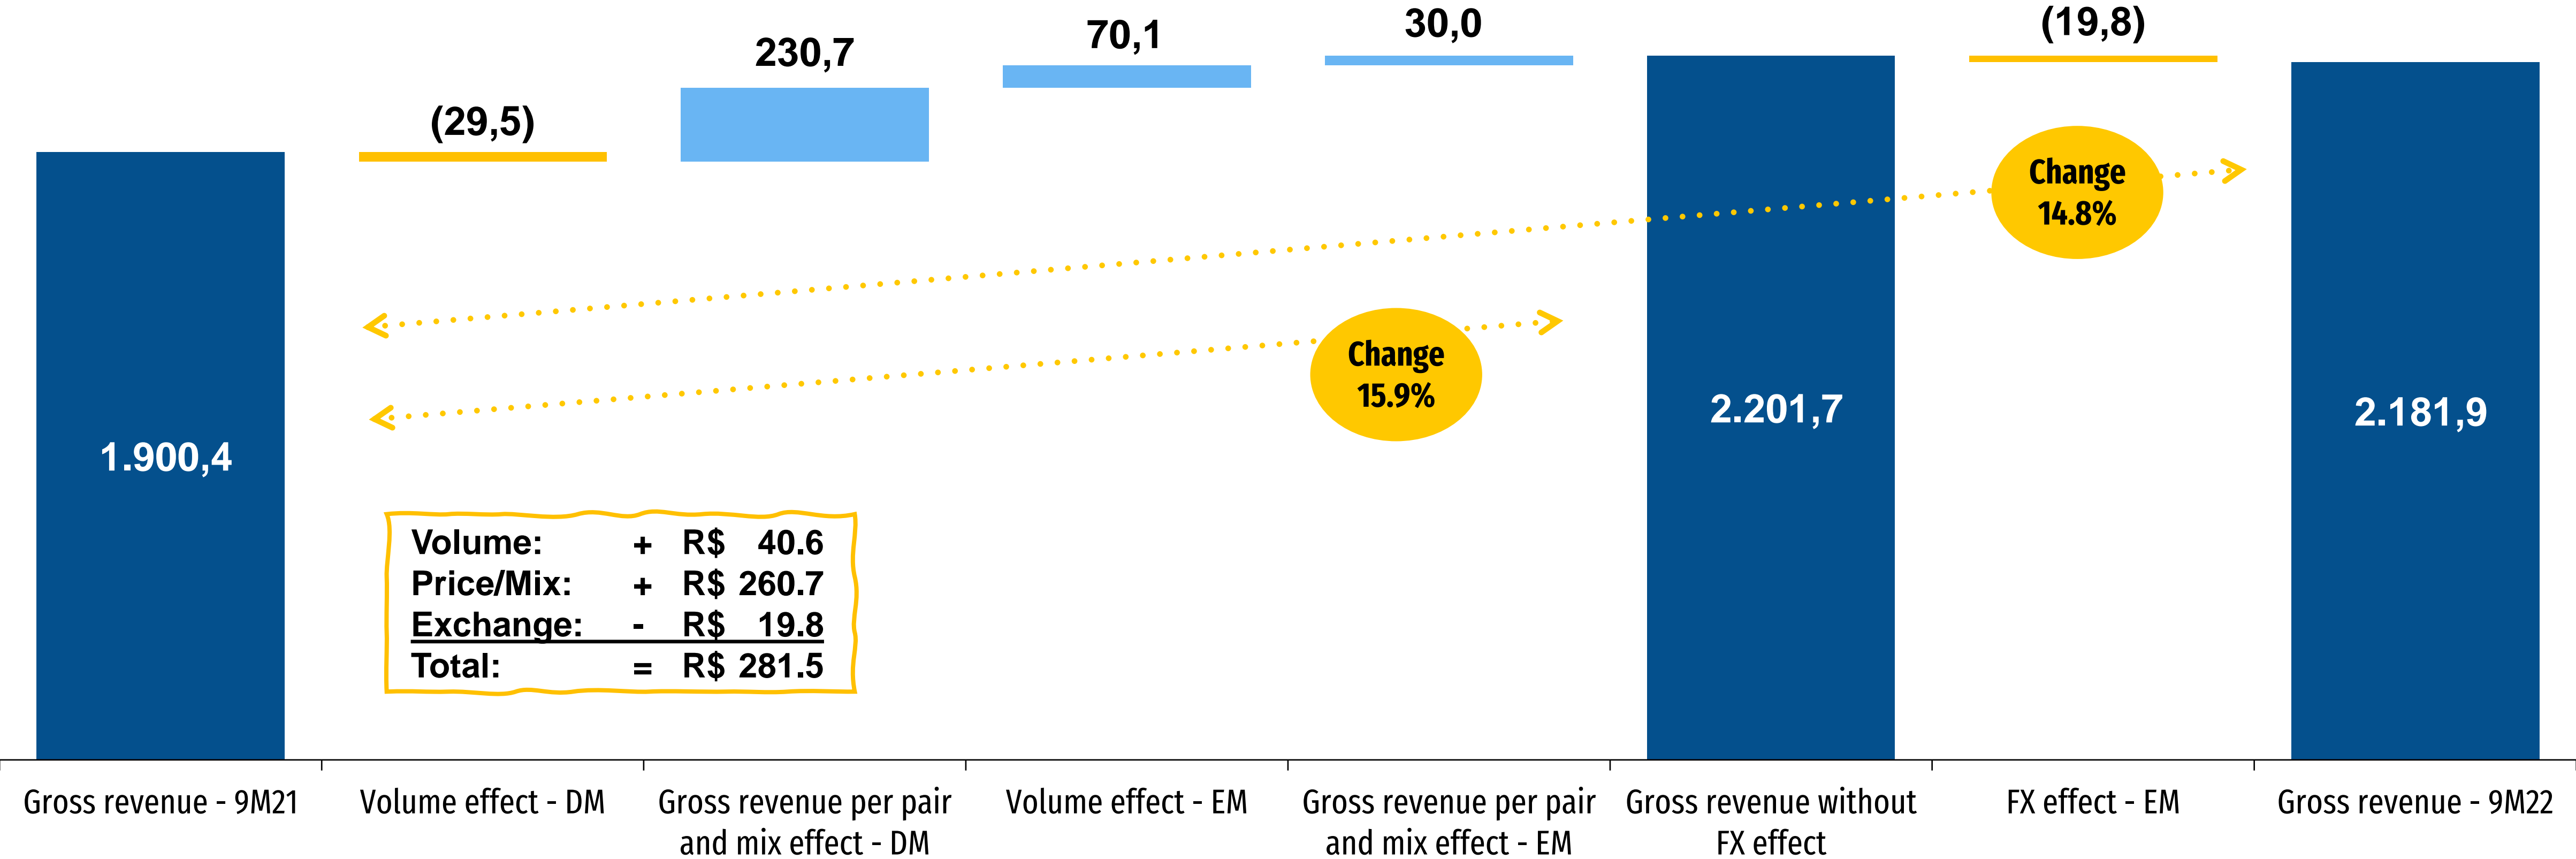 230,7
70,1
30,0
(19,8)
(29,5)
Change
14.8%
Change
15.9%
1.900,4
2.201,7
2.181,9
Volume: + R$ 40.6
Price/Mix: + R$ 260.7
Exchange: - R$ 19.8
Total: = R$ 281.5
Gross revenue - 9M21
Volume effect - DM
Gross revenue per pair
and mix effect - DM
Volume effect - EM
Gross revenue per pair
and mix effect - EM
Gross revenue without
FX effect
FX effect - EM
Gross revenue - 9M22